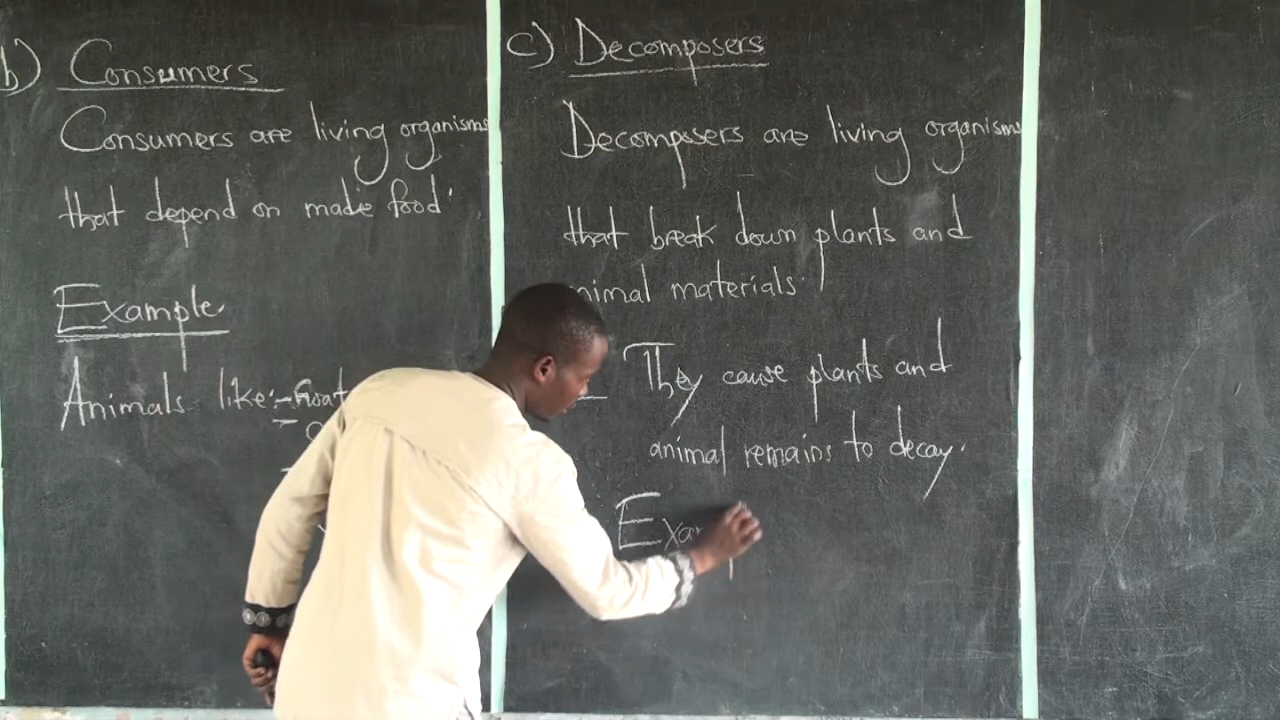 b) Consumers
Consumers are living organisms
that depend on made food.
Example
Animals like:- Goat
c) Decomposers
Decomposers are living organisms
that break down plants and
animal materials.
- They cause plants and
animal remains to decay.
Exa